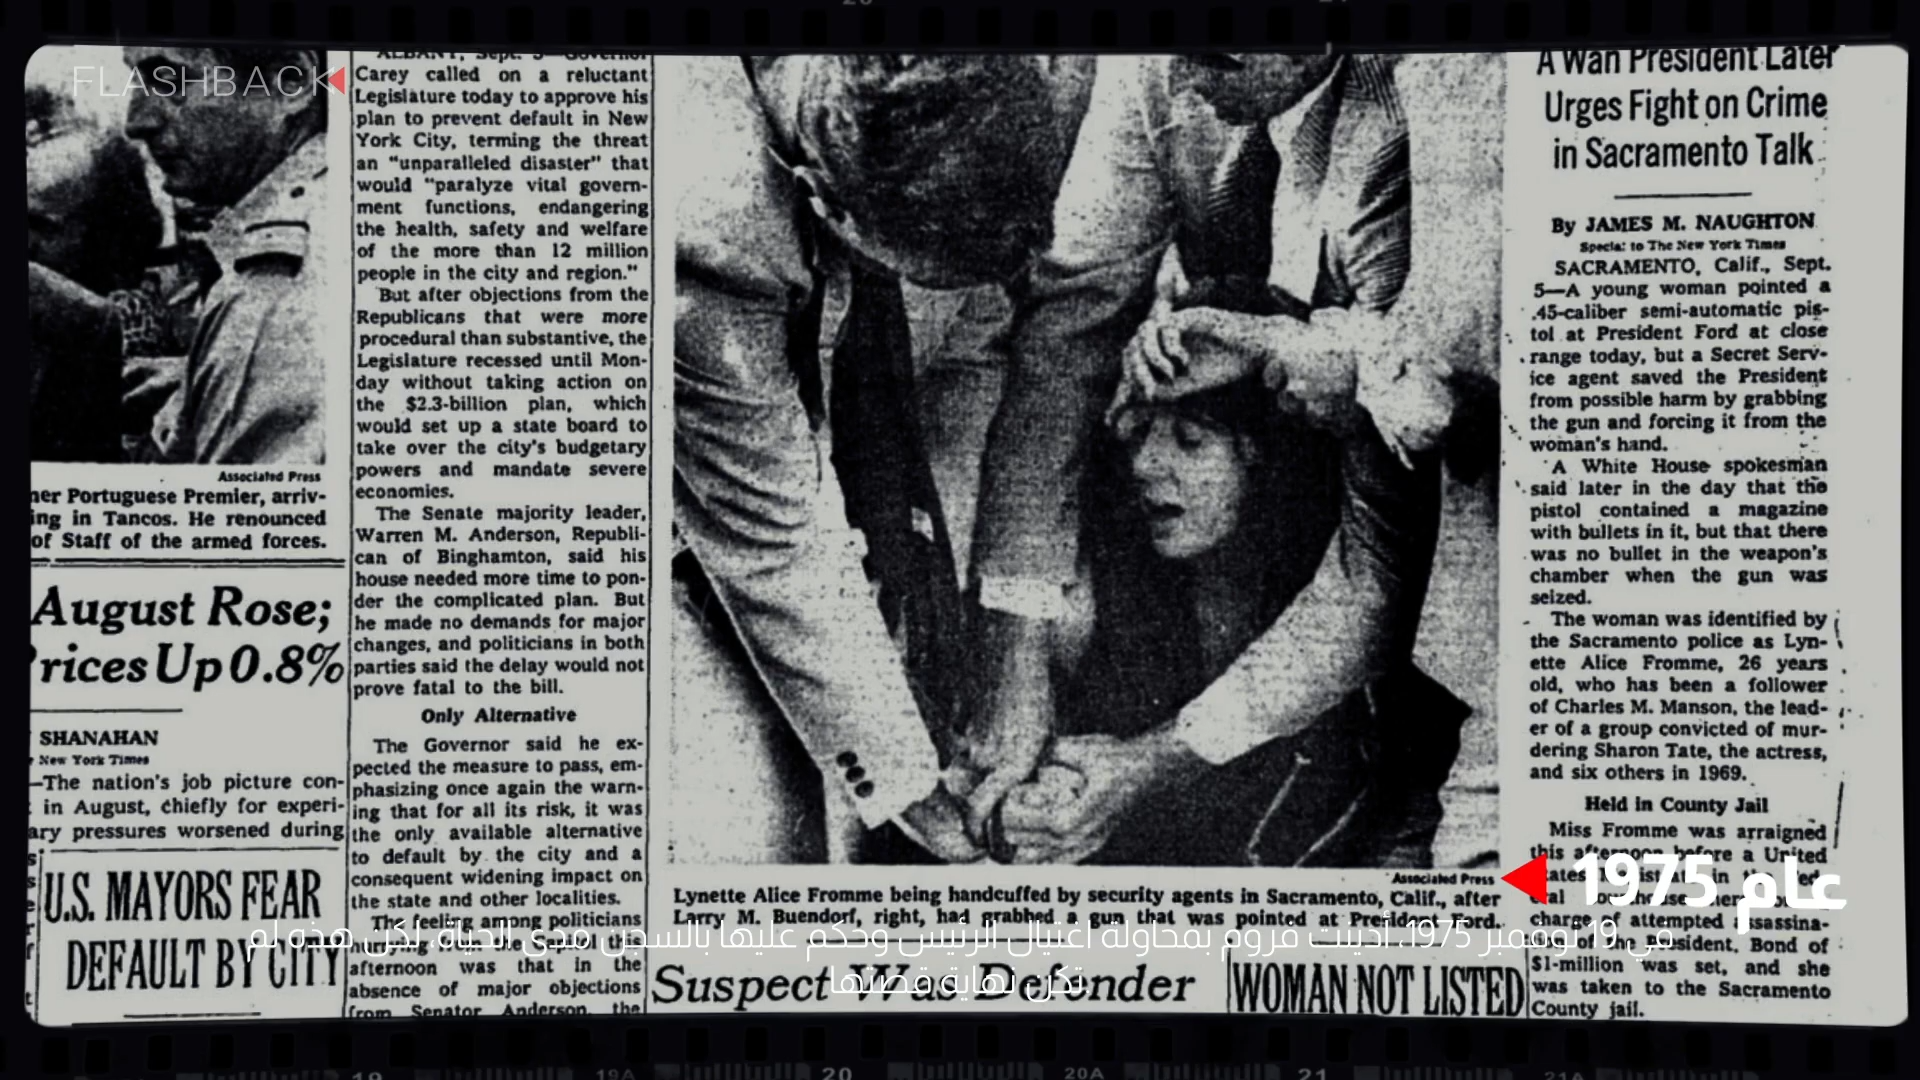 FLASHBACK
Associated Press
ner Portuguese Premier, arriv-
ing in Tancos. He renounced
of Staff of the armed forces.
August Rose;
rices Up 0.8%
SHANAHAN
New York Times
—The nation's job picture con-
in August, chiefly for experi-
ary pressures worsened during
U.S. MAYORS FEAR
DEFAULT BY CITY
ALBANY, Sept. 5—Governor
Carey called on a reluctant
Legislature today to approve his
plan to prevent default in New
York City, terming the threat
an "unparalleled disaster" that
would "paralyze vital govern-
ment functions, endangering
the health, safety and welfare
of the more than 12 million
people in the city and region."
But after objections from the
Republicans that were more
procedural than substantive, the
Legislature recessed until Mon-
day without taking action on
the $2.3-billion plan, which
would set up a state board to
take over the city's budgetary
powers and mandate severe
economies.
The Senate majority leader,
Warren M. Anderson, Republi-
can of Binghamton, said his
house needed more time to pon-
der the complicated plan. But
he made no demands for major
changes, and politicians in both
parties said the delay would not
prove fatal to the bill.
Only Alternative
The Governor said he ex-
pected the measure to pass, em-
phasizing once again the warn-
ing that for all its risk, it was
the only available alternative
to default by the city and a
consequent widening impact on
the state and other localities.
The feeling among politicians
hurrying from the Capitol this
afternoon was that in the
absence of major objections
from Senator Anderson, the
Associated Press
Lynette Alice Fromme being handcuffed by security agents in Sacramento, Calif., after
Larry M. Buendorf, right, had grabbed a gun that was pointed at President Ford.
Suspect Was Defender
WOMAN NOT LISTED
A Wan President Later
Urges Fight on Crime
in Sacramento Talk
By JAMES M. NAUGHTON
Special to The New York Times
SACRAMENTO, Calif., Sept.
5—A young woman pointed a
.45-caliber semi-automatic pis-
tol at President Ford at close
range today, but a Secret Serv-
ice agent saved the President
from possible harm by grabbing
the gun and forcing it from the
woman's hand.
A White House spokesman
said later in the day that the
pistol contained a magazine
with bullets in it, but that there
was no bullet in the weapon's
chamber when the gun was
seized.
The woman was identified by
the Sacramento police as Lyn-
ette Alice Fromme, 26 years
old, who has been a follower
of Charles M. Manson, the lead-
er of a group convicted of mur-
dering Sharon Tate, the actress,
and six others in 1969.
Held in County Jail
Miss Fromme was arraigned
this afternoon before a United
charge of attempted assassina-
of the President. Bond of
$1-million was set, and she
was taken to the Sacramento
County jail.
عام 1975
في 19 نوفمبر 1975، أدينت فروم بمحاولة اغتيال الرئيس وحكم عليها بالسجن مدى الحياة، لكن هذه لم
تكن نهاية قصتها
19
19A
20
20A
21
21A